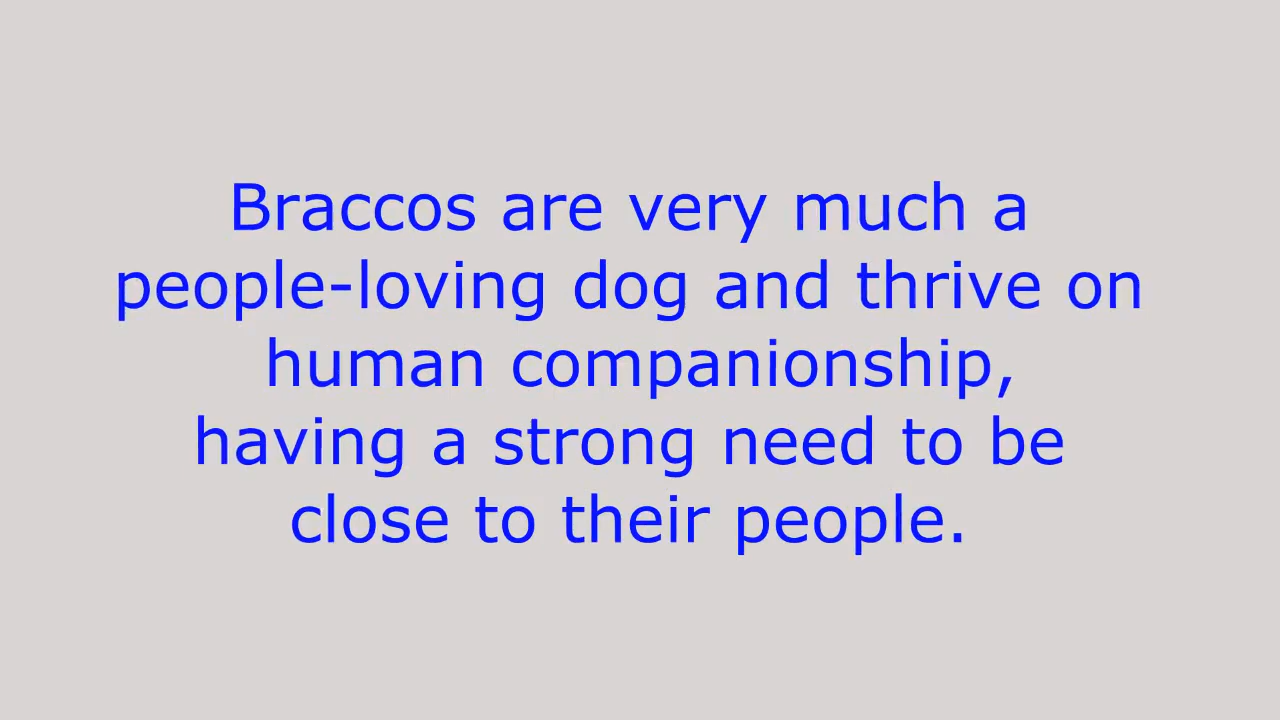 Braccos are very much a
people-loving dog and thrive on
human companionship,
having a strong need to be
close to their people.